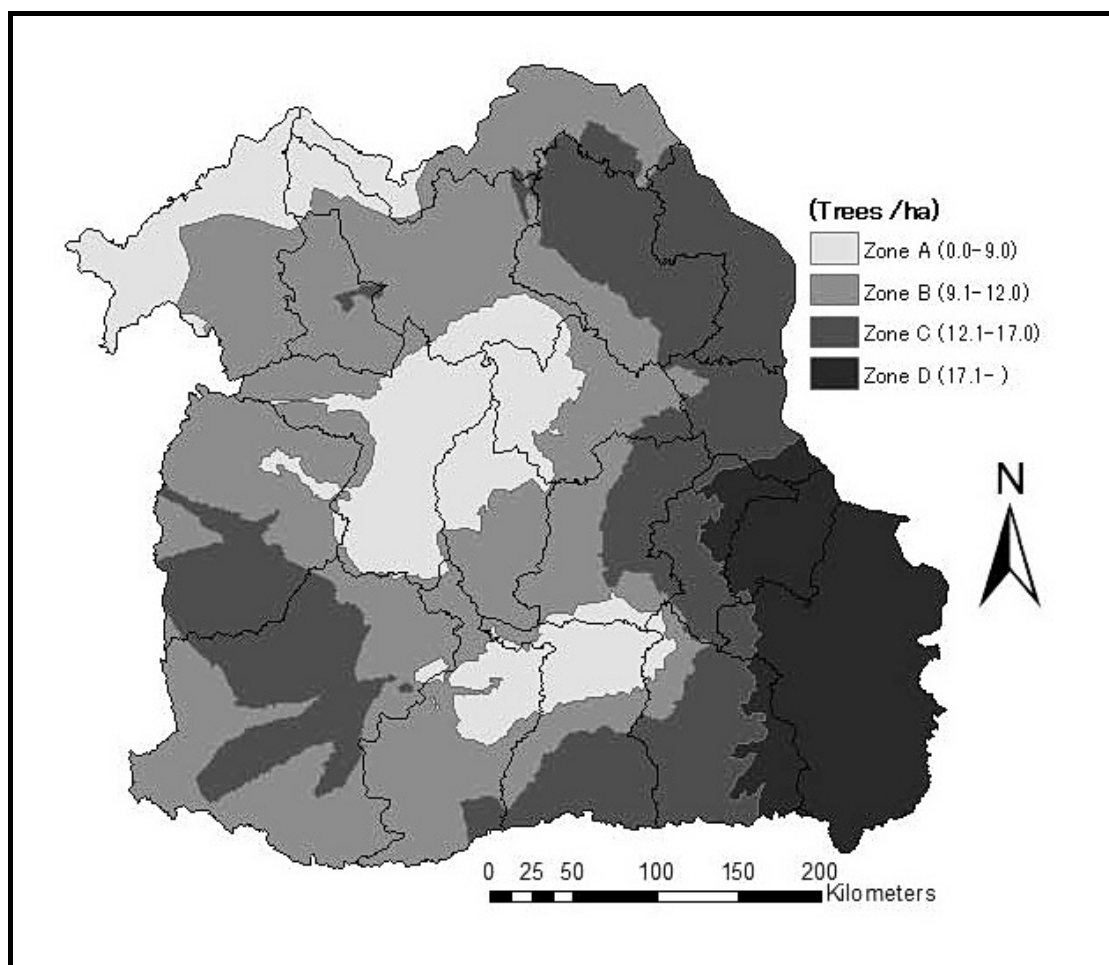 (Trees /ha)
Zone A (0.0-9.0)
Zone B (9.1-12.0)
Zone C (12.1-17.0)
Zone D (17.1- )
N
0 25 50 100 150 200
Kilometers